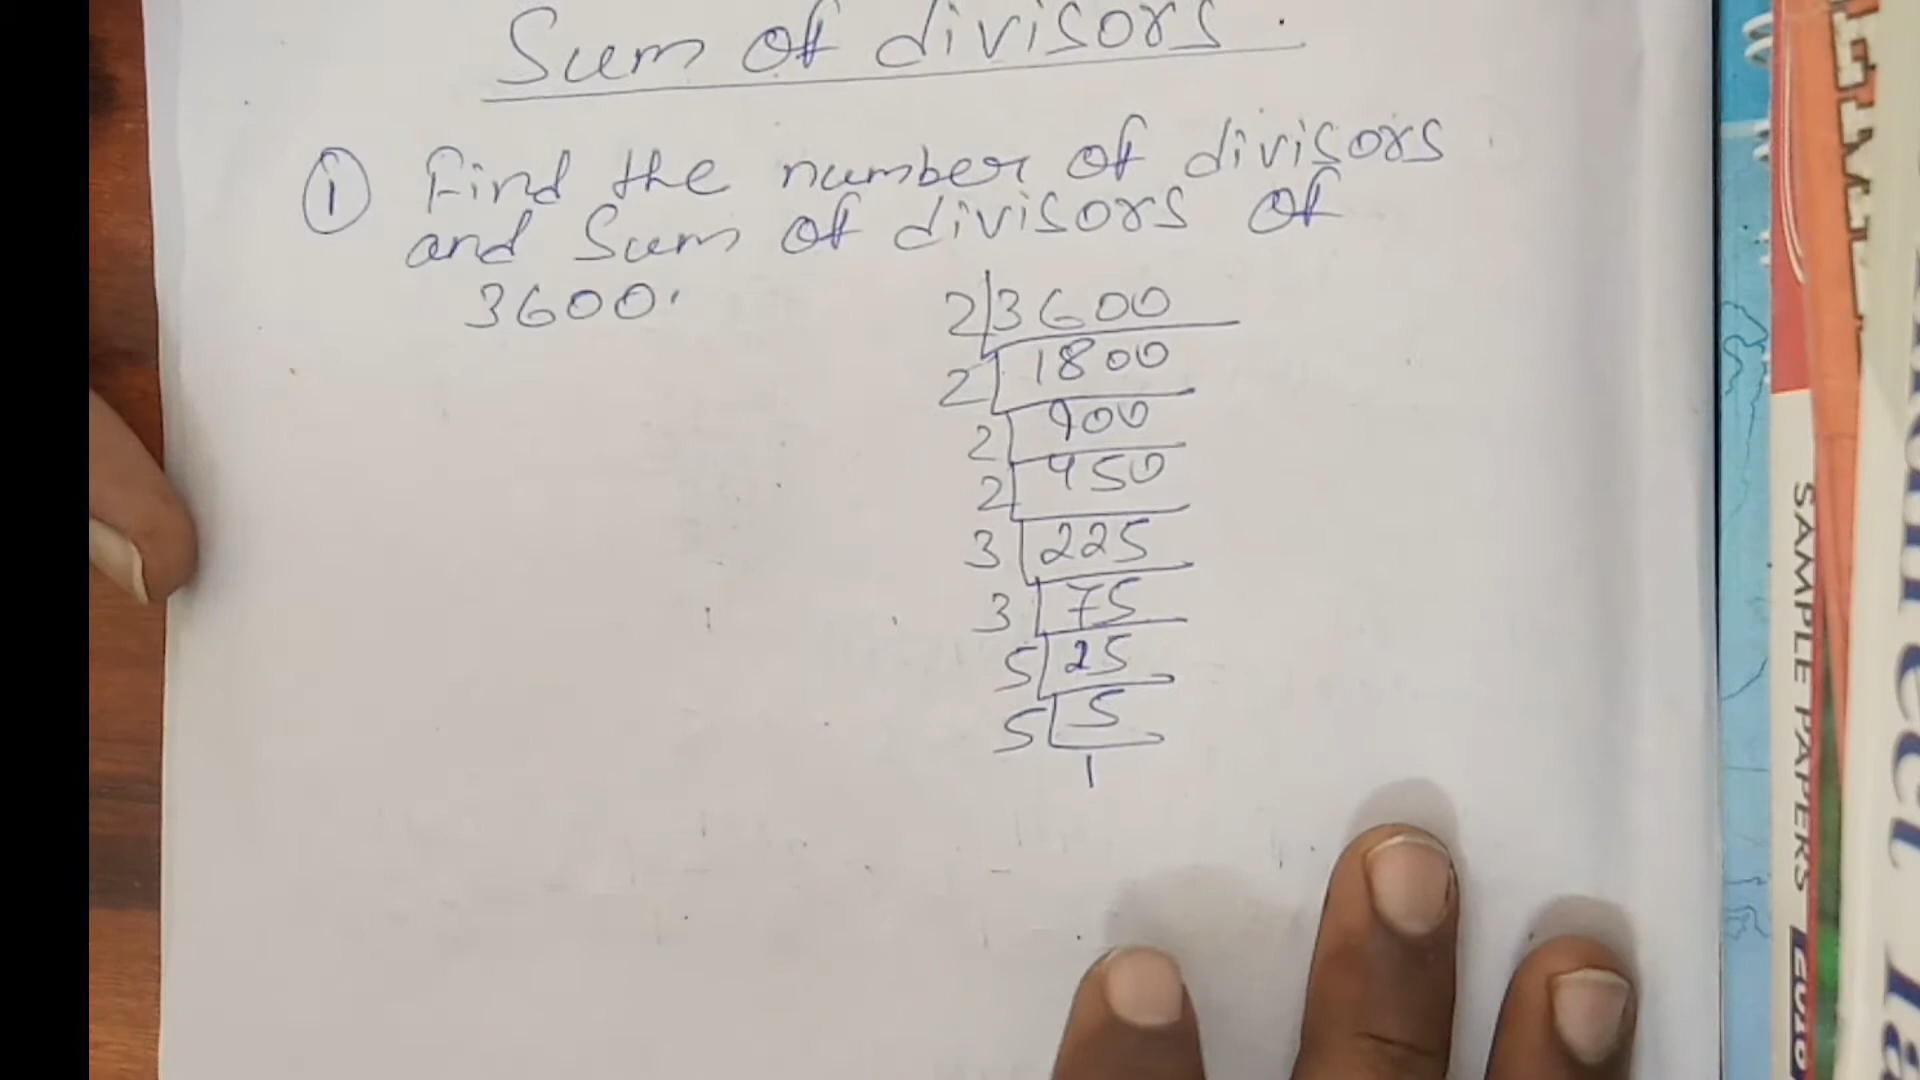 Sum of divisors.
① Find the number of divisors
and Sum of divisors of
3600.
2 3600
2 1800
2 900
2 450
3 225
3 75
5 25
5 5
1
SAMPLE PAPERS